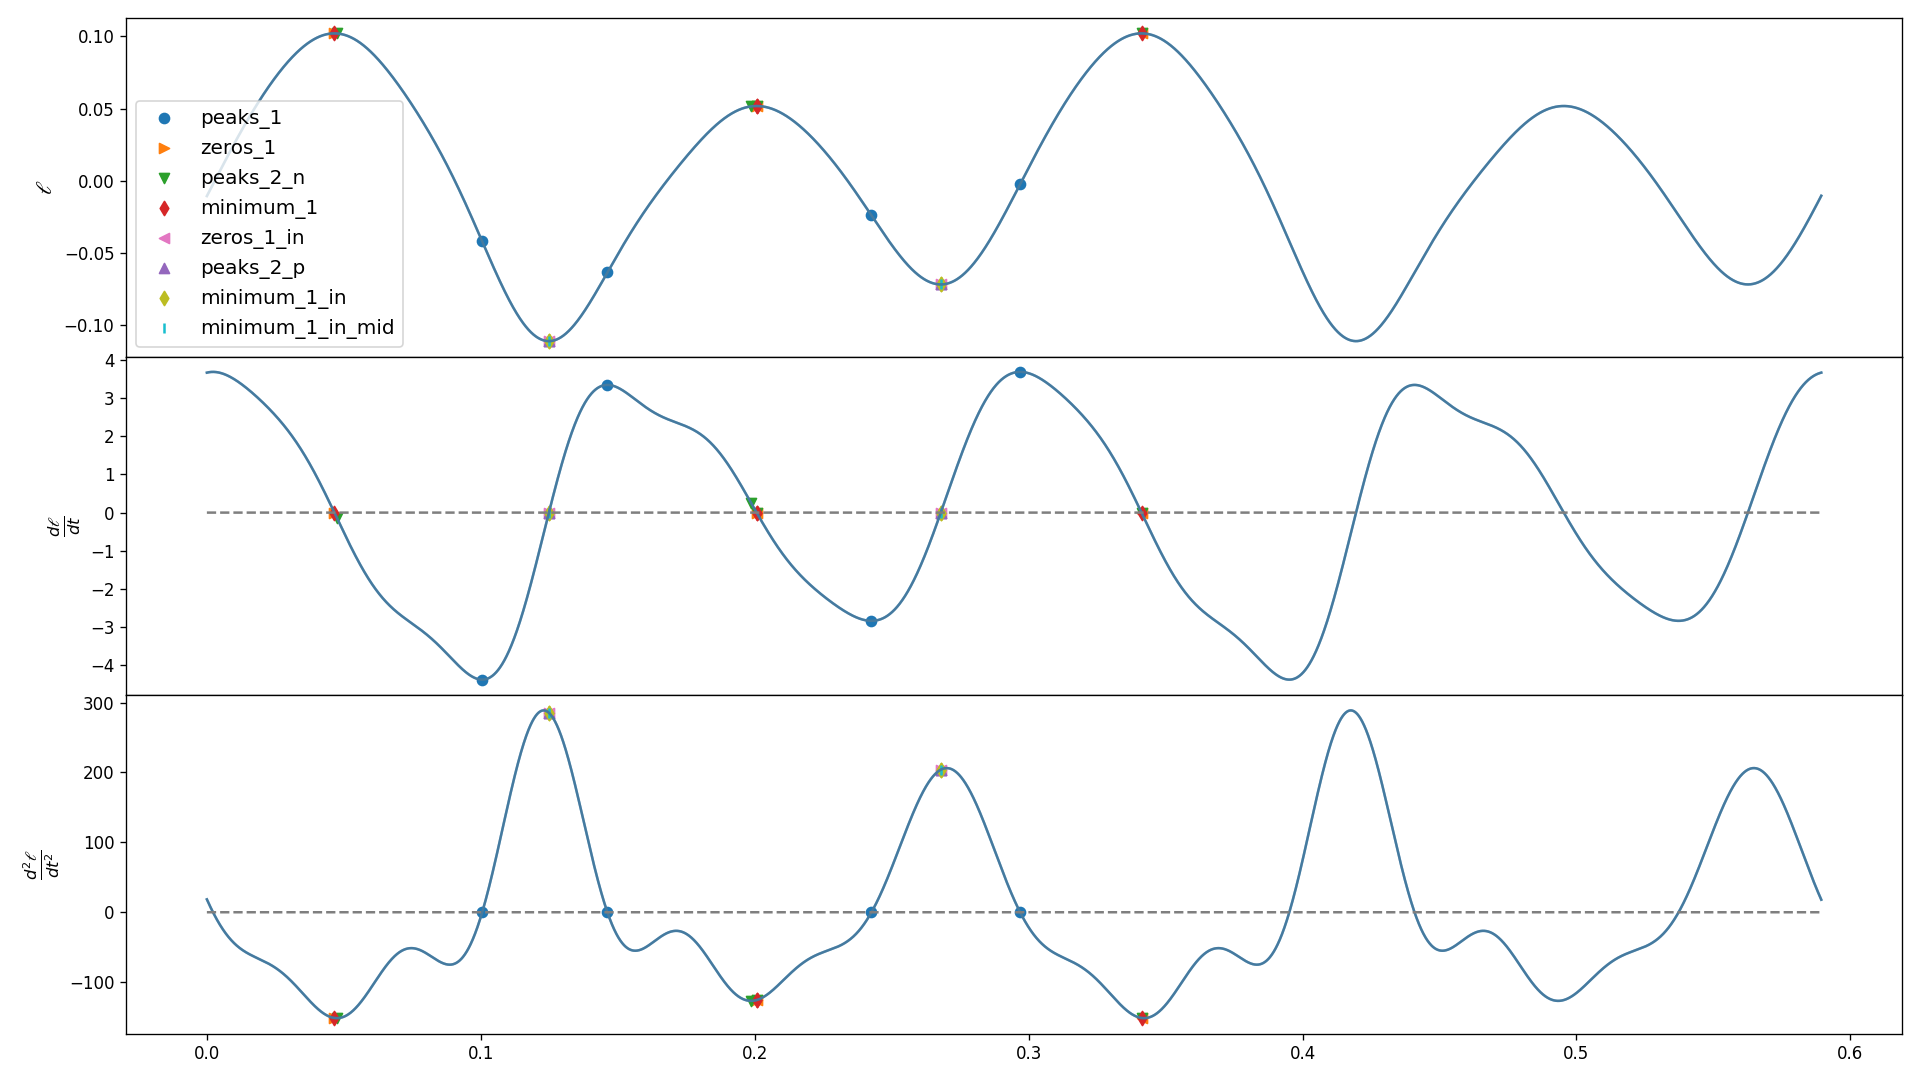 0.10
0.05
0.00
−0.05
−0.10
ℓ
peaks_1
zeros_1
peaks_2_n
minimum_1
zeros_1_in
peaks_2_p
minimum_1_in
minimum_1_in_mid
4
3
2
1
0
−1
−2
−3
−4
dℓ
dt
300
200
100
0
−100
d²ℓ
dt²
0.0 0.1 0.2 0.3 0.4 0.5 0.6